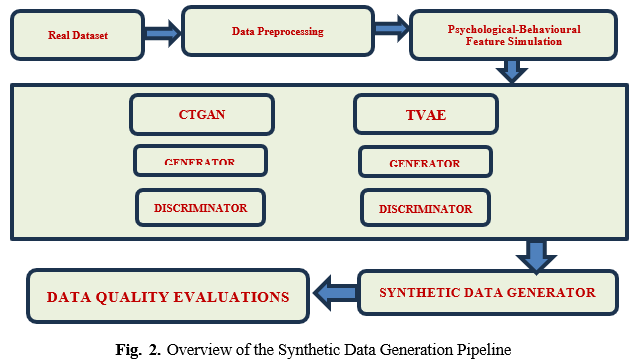 Real Dataset
Data Preprocessing
Psychological-Behavioural
Feature Simulation
CTGAN
TVAE
GENERATOR
GENERATOR
DISCRIMINATOR
DISCRIMINATOR
SYNTHETIC DATA GENERATOR
DATA QUALITY EVALUATIONS
Fig. 2. Overview of the Synthetic Data Generation Pipeline